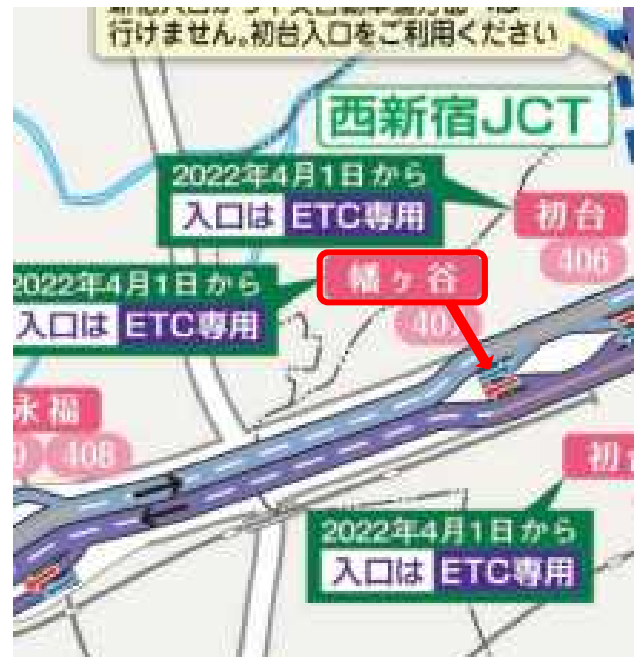 行けません。初台入口をご利用ください
西新宿JCT
2022年4月1日から
入口は ETC専用
初台
406
幡ヶ谷
2022年4月1日から
入口は ETC専用
永福
408
2022年4月1日から
入口は ETC専用